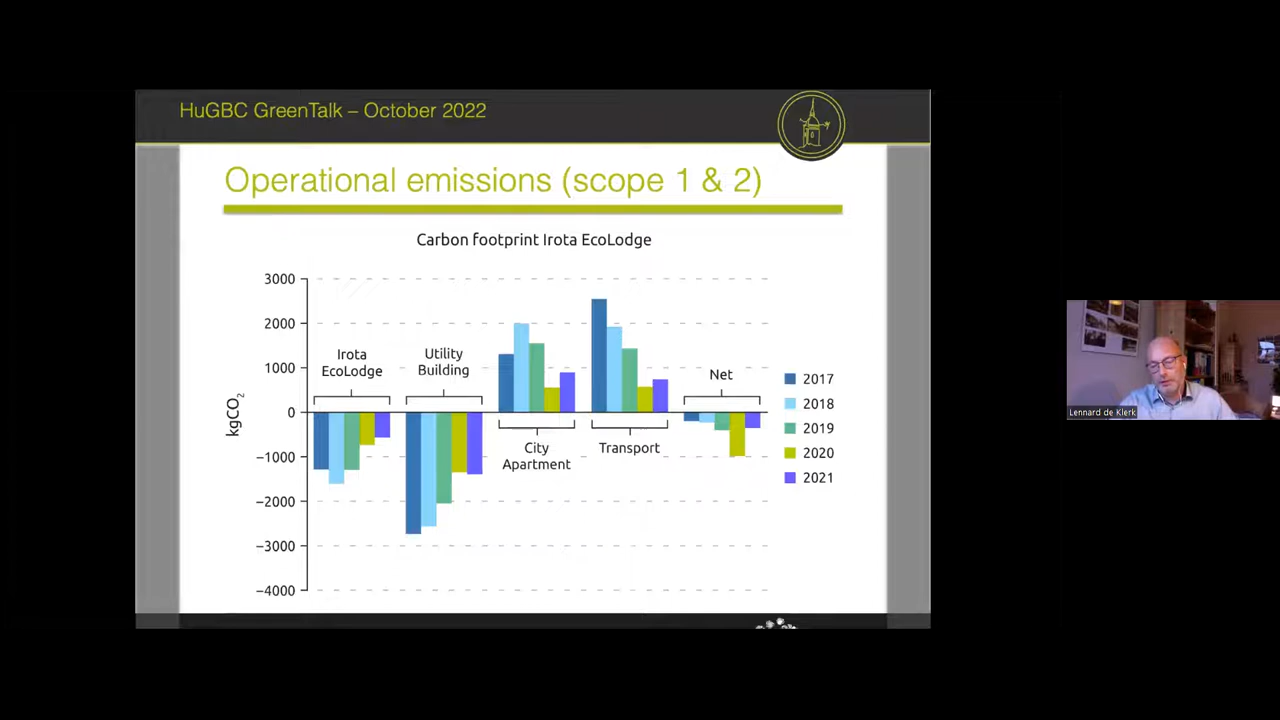 HuGBC GreenTalk – October 2022
Operational emissions (scope 1 & 2)
Carbon footprint Irota EcoLodge
3000
2000
1000
0
−1000
−2000
−3000
−4000
kgCO2
Irota
EcoLodge
Utility
Building
City
Apartment
Transport
Net
2017
2018
2019
2020
2021
Lennard de Klerk